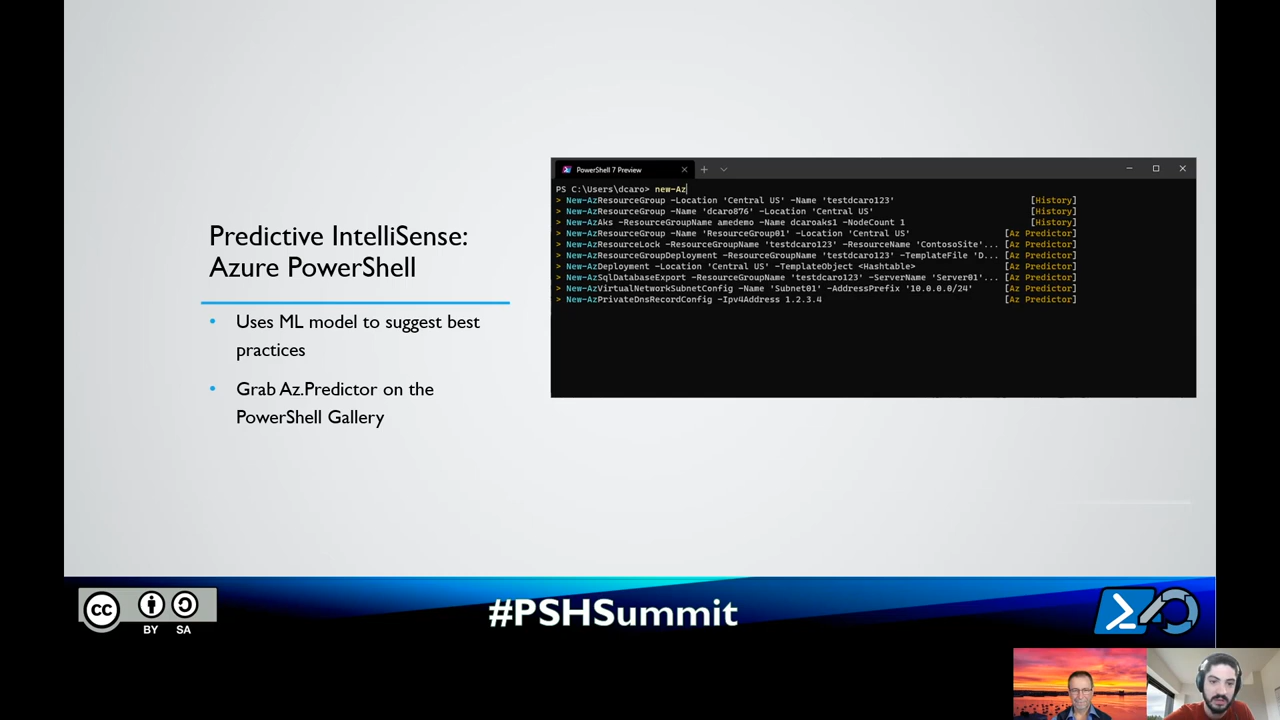 Predictive IntelliSense:
Azure PowerShell
• Uses ML model to suggest best
practices
• Grab Az.Predictor on the
PowerShell Gallery
PowerShell 7 Preview
PS C:\Users\dcaro> new-Az
> New-AzResourceGroup -Location 'Central US' -Name 'testdcaro123' [History]
> New-AzResourceGroup -Name 'dcaro876' -Location 'Central US' [History]
> New-AzAks -ResourceGroupName amedemo -Name dcaroaks1 -NodeCount 1 [History]
> New-AzResourceGroup -Name 'ResourceGroup01' -Location 'Central US' [Az Predictor]
> New-AzResourceLock -ResourceGroupName 'testdcaro123' -ResourceName 'ContosoSite'... [Az Predictor]
> New-AzResourceGroupDeployment -ResourceGroupName 'testdcaro123' -TemplateFile 'D... [Az Predictor]
> New-AzDeployment -Location 'Central US' -TemplateObject <Hashtable> [Az Predictor]
> New-AzSqlDatabaseExport -ResourceGroupName 'testdcaro123' -ServerName 'Server01'... [Az Predictor]
> New-AzVirtualNetworkSubnetConfig -Name 'Subnet01' -AddressPrefix '10.0.0.0/24' [Az Predictor]
> New-AzPrivateDnsRecordConfig -Ipv4Address 1.2.3.4 [Az Predictor]
cc
BY SA
#PSHSummit